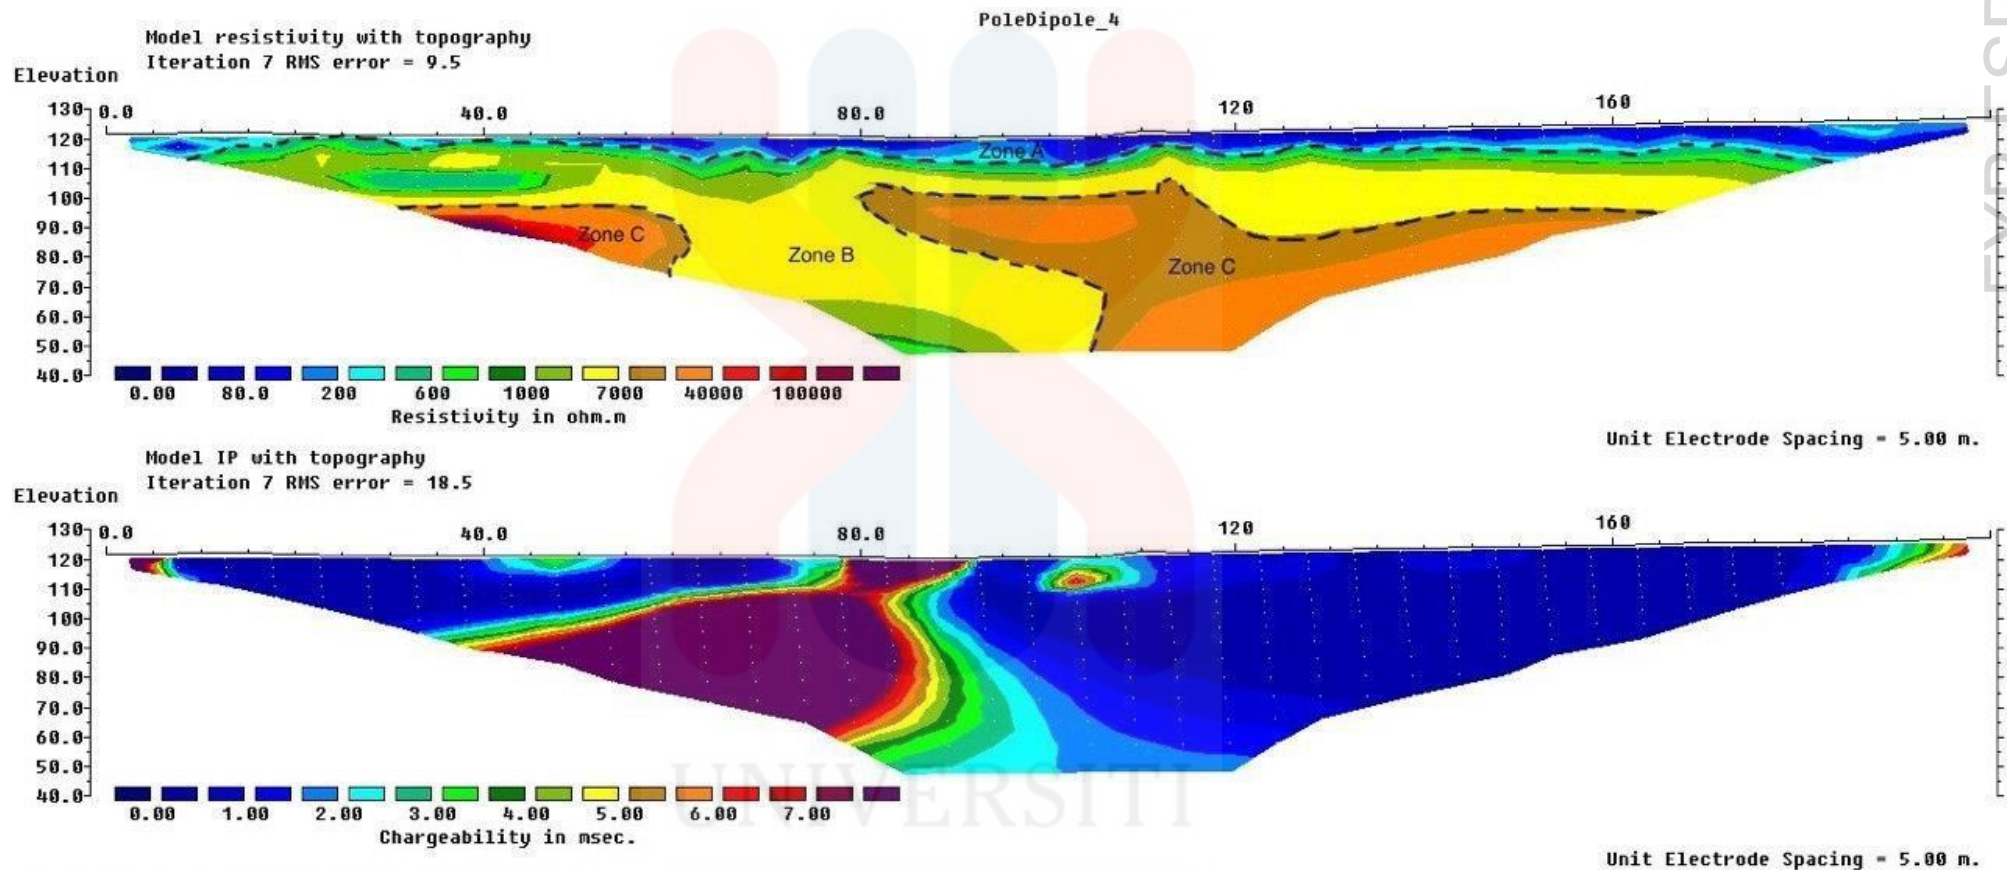 PoleDipole_4
Model resistivity with topography
Iteration 7 RMS error = 9.5
Elevation
0.0 40.0 80.0 120 160
130
120
110
100
90.0
80.0
70.0
60.0
50.0
40.0
Zone A
Zone C
Zone B
Zone C
0.00 80.0 200 600 1000 7000 40000 100000
Resistivity in ohm.m
Unit Electrode Spacing = 5.00 m.
Model IP with topography
Iteration 7 RMS error = 18.5
Elevation
0.0 40.0 80.0 120 160
130
120
110
100
90.0
80.0
70.0
60.0
50.0
40.0
0.00 1.00 2.00 3.00 4.00 5.00 6.00 7.00
Chargeability in msec.
Unit Electrode Spacing = 5.00 m.
UNIVERSITI